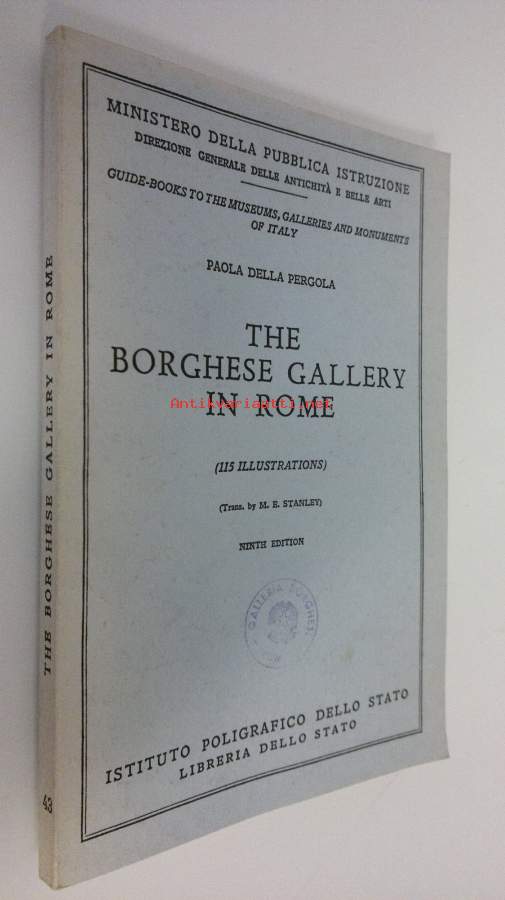 MINISTERO DELLA PUBBLICA ISTRUZIONE
DIREZIONE GENERALE DELLE ANTICHITÀ E BELLE ARTI
GUIDE-BOOKS TO THE MUSEUMS, GALLERIES AND MONUMENTS
OF ITALY
PAOLA DELLA PERGOLA
THE
BORGHESE GALLERY
IN ROME
Antikvariaatti.net
(115 ILLUSTRATIONS)
(Trans. by M. E. STANLEY)
NINTH EDITION
GALLERIA BORGHESE
ISTITUTO POLIGRAFICO DELLO STATO
LIBRERIA DELLO STATO
THE BORGHESE GALLERY IN ROME
43